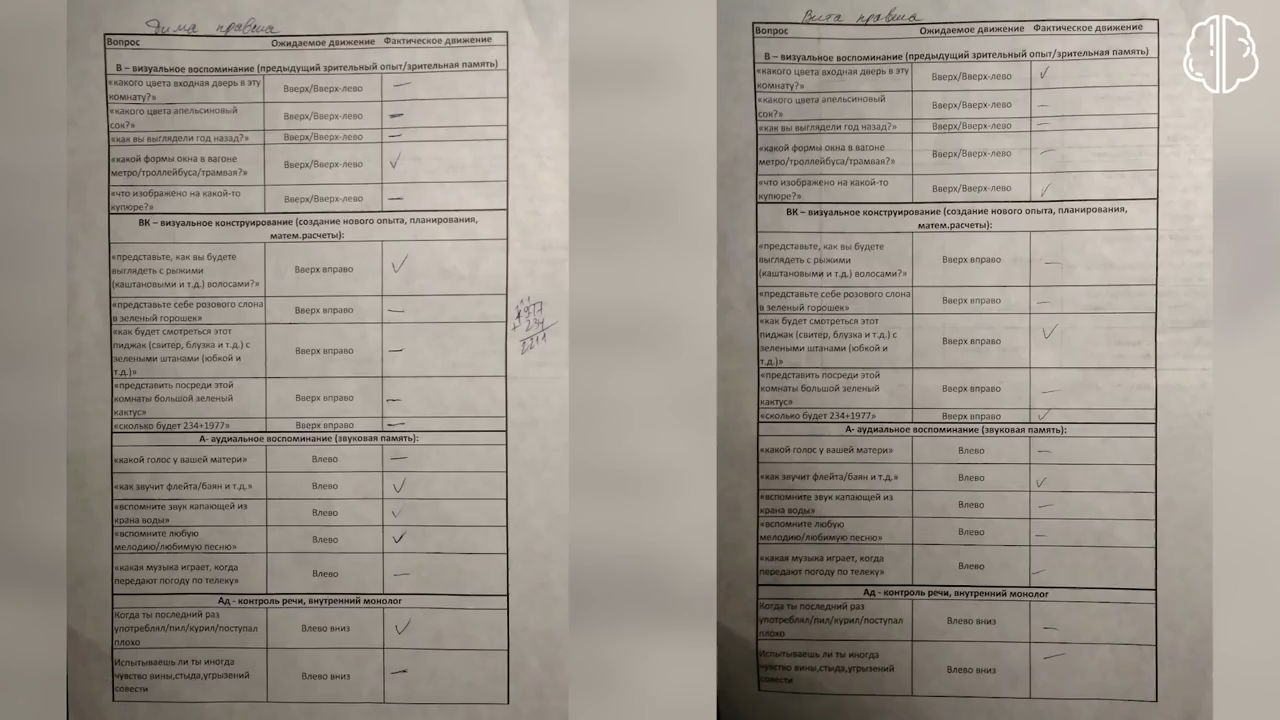 Дима правша
Вопрос Ожидаемое движение Фактическое движение
В – визуальное воспоминание (предыдущий зрительный опыт/зрительная память)
«какого цвета входная дверь в эту
комнату?» Вверх/Вверх-лево —
«какого цвета апельсиновый
сок?» Вверх/Вверх-лево —
«как вы выглядели год назад?» Вверх/Вверх-лево —
«какой формы окна в вагоне
метро/троллейбуса/трамвая?» Вверх/Вверх-лево ✓
«что изображено на какой-то
купюре?» Вверх/Вверх-лево —
ВК – визуальное конструирование (создание нового опыта, планирования,
матем.расчеты):
«представьте, как вы будете
выглядеть с рыжими
(каштановыми и т.д.) волосами?» Вверх вправо ✓
«представьте себе розового слона
в зеленый горошек» Вверх вправо —
«как будет смотреться этот
пиджак (свитер, блузка и т.д.) с
зелеными штанами (юбкой и
т.д.)» Вверх вправо —
«представить посреди этой
комнаты большой зеленый
кактус» Вверх вправо —
«сколько будет 234+1977» Вверх вправо —
А- аудиальное воспоминание (звуковая память):
«какой голос у вашей матери» Влево —
«как звучит флейта/баян и т.д.» Влево ✓
«вспомните звук капающей из
крана воды» Влево ✓
«вспомните любую
мелодию/любимую песню» Влево ✓
«какая музыка играет, когда
передают погоду по телеку» Влево —
Ад - контроль речи, внутренний монолог
Когда ты последний раз
употреблял/пил/курил/поступал
плохо Влево вниз ✓
Испытываешь ли ты иногда
чувство вины,стыда,угрызений
совести Влево вниз —
1977
+ 234
2211
Вита правша
Вопрос Ожидаемое движение Фактическое движение
В – визуальное воспоминание (предыдущий зрительный опыт/зрительная память)
«какого цвета входная дверь в эту
комнату?» Вверх/Вверх-лево ✓
«какого цвета апельсиновый
сок?» Вверх/Вверх-лево —
«как вы выглядели год назад?» Вверх/Вверх-лево —
«какой формы окна в вагоне
метро/троллейбуса/трамвая?» Вверх/Вверх-лево —
«что изображено на какой-то
купюре?» Вверх/Вверх-лево ✓
ВК – визуальное конструирование (создание нового опыта, планирования,
матем.расчеты):
«представьте, как вы будете
выглядеть с рыжими
(каштановыми и т.д.) волосами?» Вверх вправо —
«представьте себе розового слона
в зеленый горошек» Вверх вправо —
«как будет смотреться этот
пиджак (свитер, блузка и т.д.) с
зелеными штанами (юбкой и
т.д.)» Вверх вправо ✓
«представить посреди этой
комнаты большой зеленый
кактус» Вверх вправо —
«сколько будет 234+1977» Вверх вправо ✓
А- аудиальное воспоминание (звуковая память):
«какой голос у вашей матери» Влево —
«как звучит флейта/баян и т.д.» Влево ✓
«вспомните звук капающей из
крана воды» Влево —
«вспомните любую
мелодию/любимую песню» Влево —
«какая музыка играет, когда
передают погоду по телеку» Влево —
Ад - контроль речи, внутренний монолог
Когда ты последний раз
употреблял/пил/курил/поступал
плохо Влево вниз —
Испытываешь ли ты иногда
чувство вины,стыда,угрызений
совести Влево вниз —